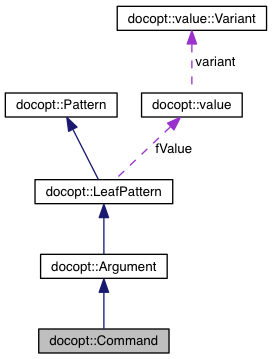 docopt::value::Variant
variant
docopt::Pattern
docopt::value
fValue
docopt::LeafPattern
docopt::Argument
docopt::Command